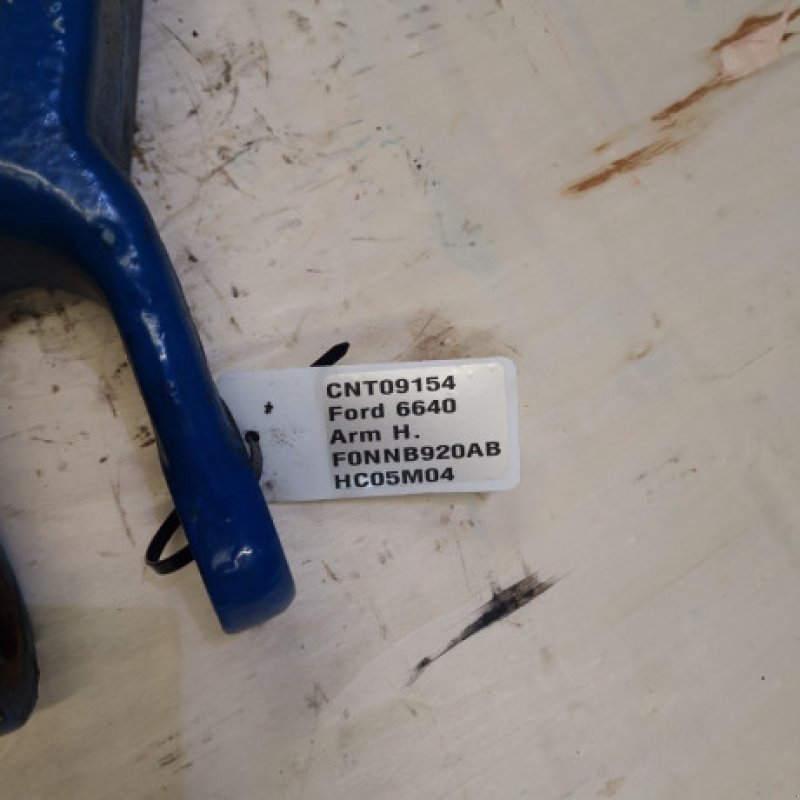 CNT09154
Ford 6640
Arm H.
F0NNB920AB
HC05M04